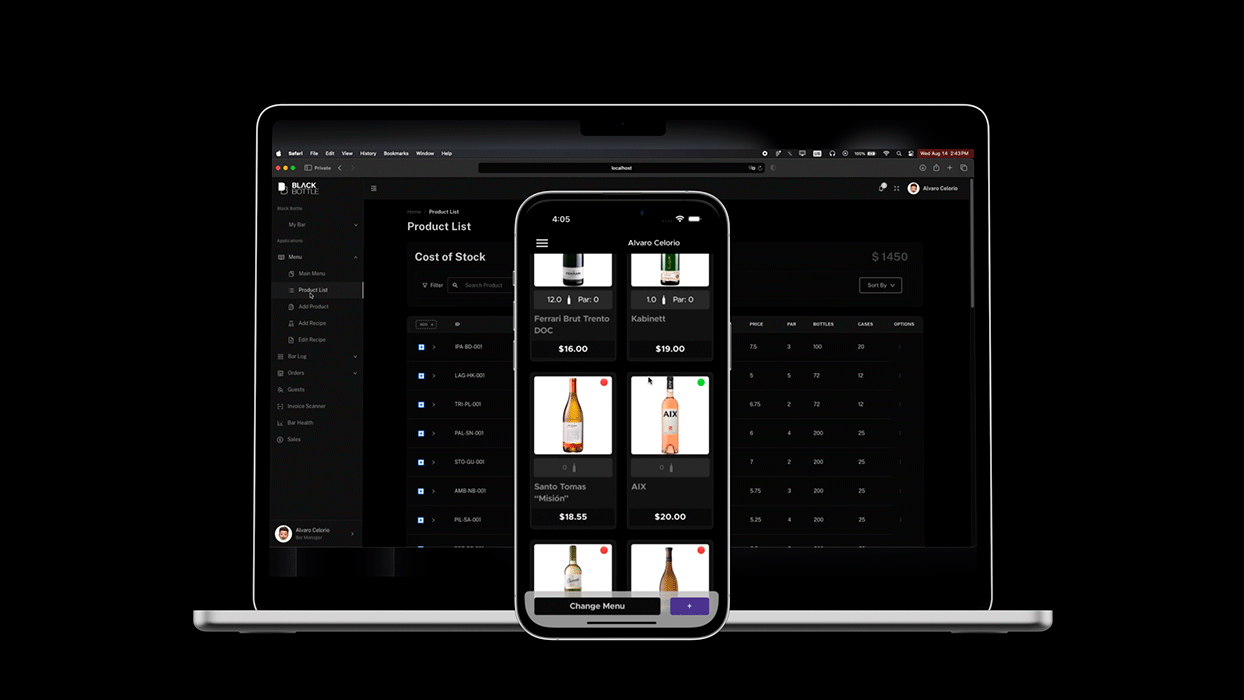 Safari File Edit View History Bookmarks Window Help
100%
Wed Aug 14 2:43PM
Private
localhost
BLACK
BOTTLE
Alvaro Celorio
Black Bottle
My Bar
Applications
Menu
Main Menu
Product List
Add Product
Add Recipe
Edit Recipe
Bar Log
Orders
Guests
Invoice Scanner
Bar Health
Sales
Alvaro Celorio
Bar Manager
Home / Product List
Product List
Cost of Stock
$ 1450
Filter
Search Product
Sort By
ID PRICE PAR BOTTLES CASES OPTIONS
IPA-BD-001 7.5 3 100 20
LAG-HK-001 5 5 72 12
TRI-PL-001 6.75 2 72 12
PAL-SN-001 6 4 200 25
STO-GU-001 7 2 200 25
AMB-NB-001 5.75 3 200 25
PIL-SA-001 5.25 4 200 25
4:05
Alvaro Celorio
12.0 Par: 0
Ferrari Brut Trento
DOC
$16.00
1.0 Par: 0
Kabinett
$19.00
Santo Tomas
“Misión”
$18.55
AIX
AIX
$20.00
Change Menu
+